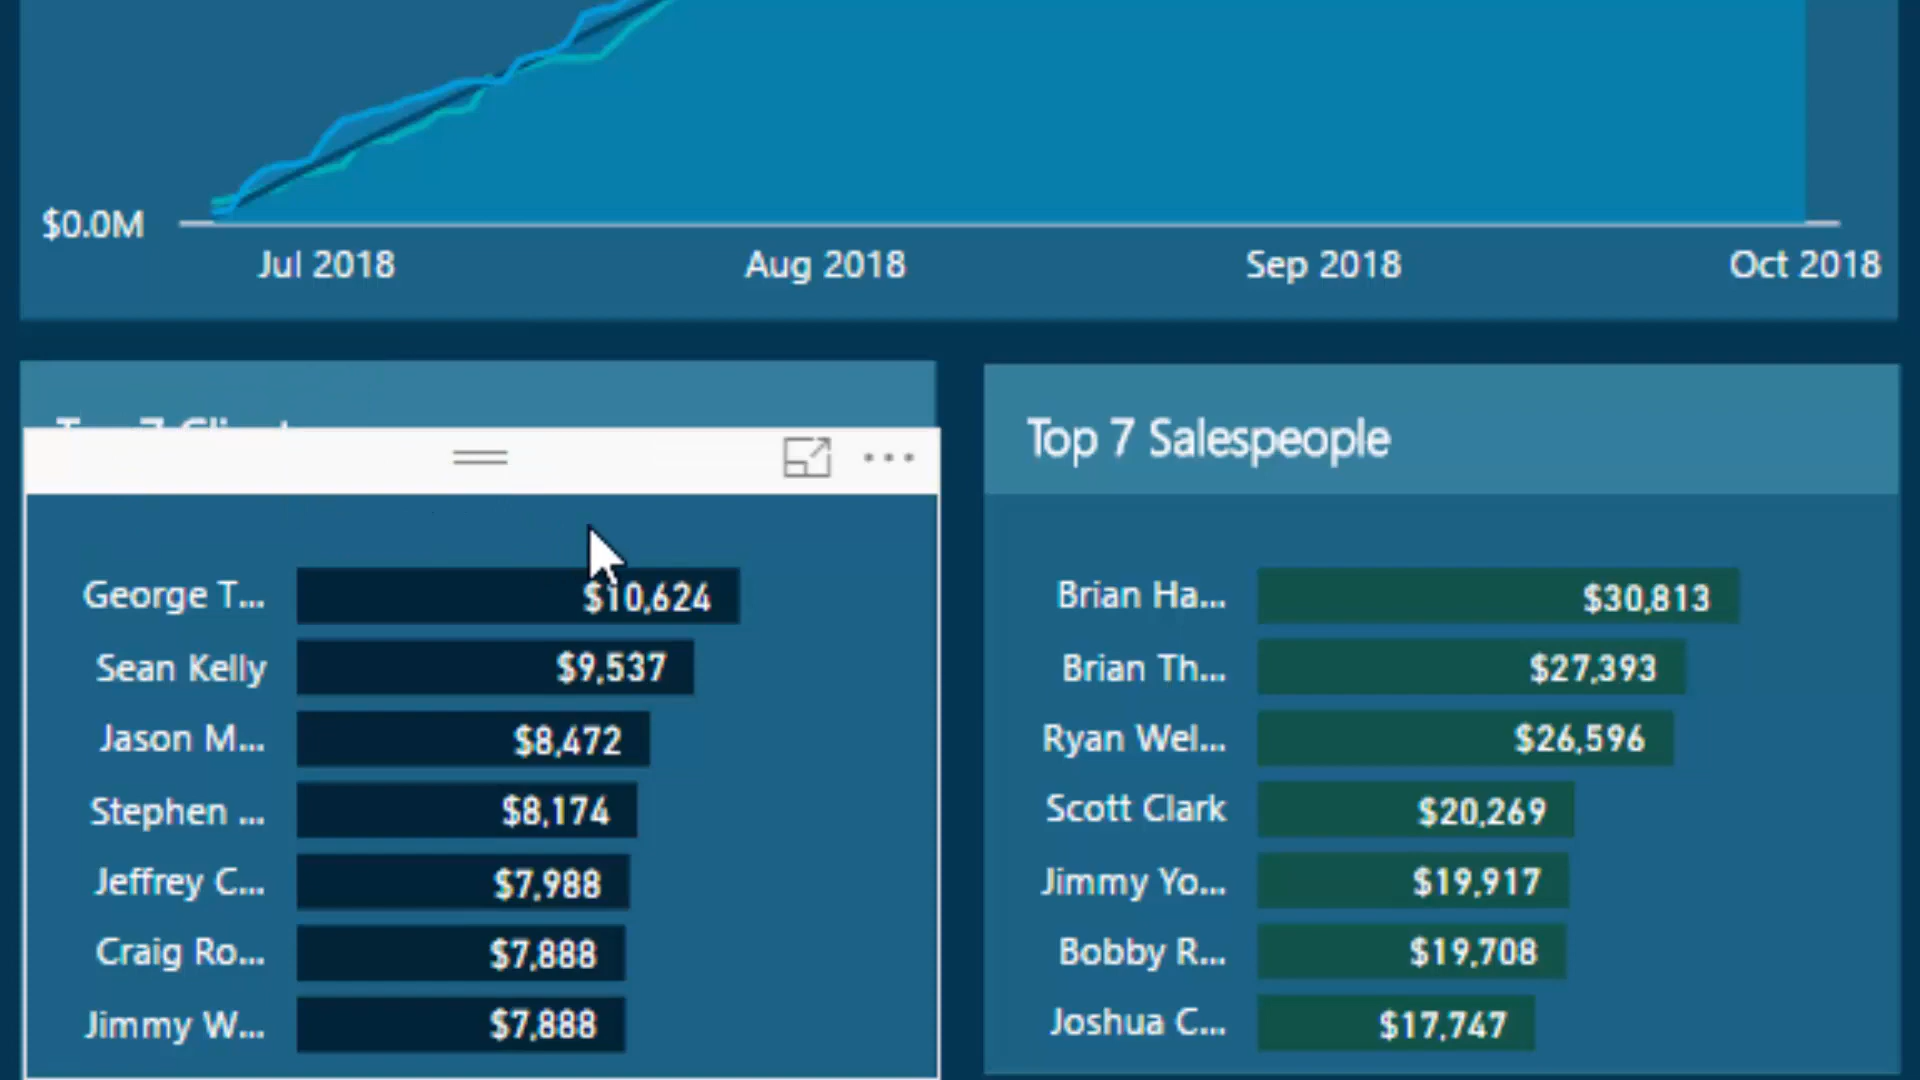 $0.0M
Jul 2018 Aug 2018 Sep 2018 Oct 2018
Top 7 Client
George T... $10,624
Sean Kelly $9,537
Jason M... $8,472
Stephen ... $8,174
Jeffrey C... $7,988
Craig Ro... $7,888
Jimmy W... $7,888
Top 7 Salespeople
Brian Ha... $30,813
Brian Th... $27,393
Ryan Wel... $26,596
Scott Clark $20,269
Jimmy Yo... $19,917
Bobby R... $19,708
Joshua C... $17,747